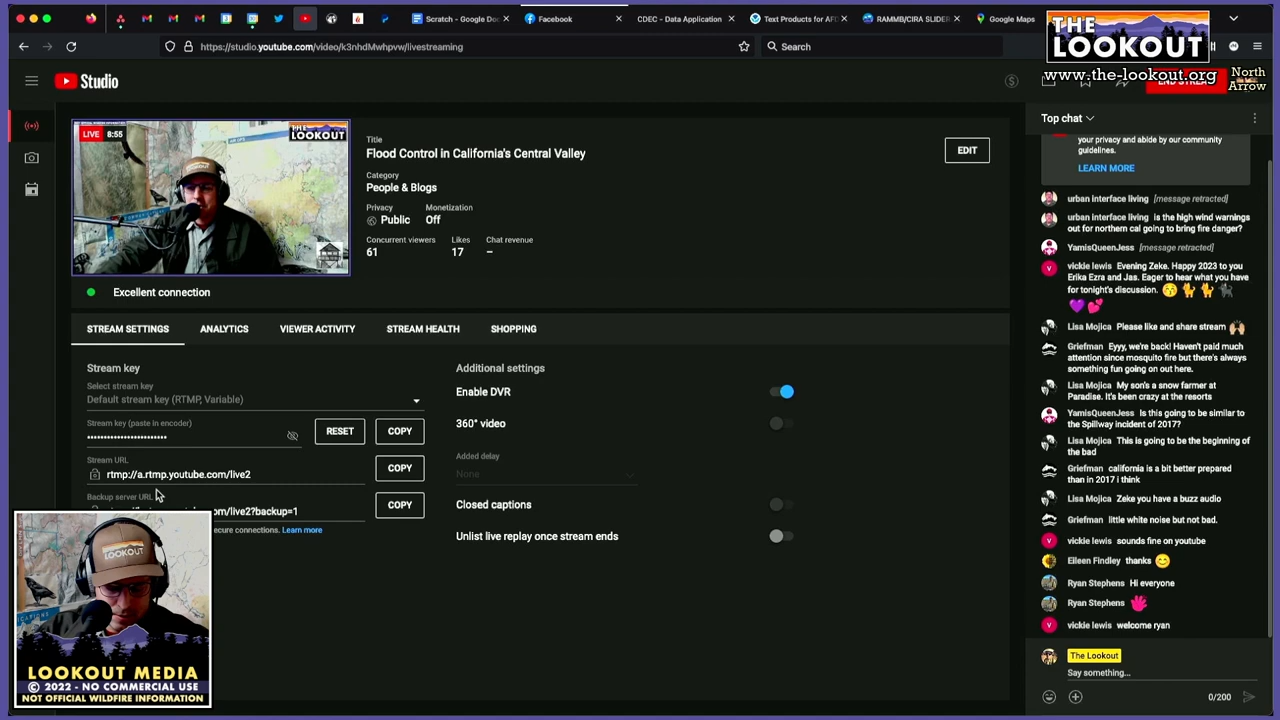 Scratch - Google Do
Facebook
CDEC - Data Application
Text Products for AFD
RAMMB/CIRA SLIDER
Google Maps
https://studio.youtube.com/video/k3nhdMwhpvw/livestreaming
Search
THE
LOOKOUT
www.the-lookout.org
North
Arrow
Studio
END STREAM
LIVE 8:55
THE
LOOKOUT
Title
Flood Control in California's Central Valley
EDIT
Category
People & Blogs
Privacy
Monetization
Public
Off
Concurrent viewers
Likes
Chat revenue
61
17
–
Excellent connection
STREAM SETTINGS
ANALYTICS
VIEWER ACTIVITY
STREAM HEALTH
SHOPPING
Stream key
Select stream key
Default stream key (RTMP, Variable)
Stream key (paste in encoder)
••••••••••••••••••••••••
RESET
COPY
Stream URL
rtmp://a.rtmp.youtube.com/live2
COPY
Backup server URL
om/live2?backup=1
COPY
ecure connections. Learn more
Additional settings
Enable DVR
360° video
Added delay
None
Closed captions
Unlist live replay once stream ends
Top chat
your privacy and abide by our community
guidelines.
LEARN MORE
urban interface living [message retracted]
urban interface living is the high wind warnings
out for northern cal going to bring fire danger?
YamisQueenJess [message retracted]
vickie lewis Evening Zeke. Happy 2023 to you
Erika Ezra and Jas. Eager to hear what you have
for tonight's discussion. 😚🐈🐈🐈‍⬛
💜💕
Lisa Mojica Please like and share stream 🙌🏼
Griefman Eyyy, we're back! Haven't paid much
attention since mosquito fire but there's always
something fun going on out here.
Lisa Mojica My son's a snow farmer at
Paradise. It's been crazy at the resorts
YamisQueenJess Is this going to be similar to
the Spillway incident of 2017?
Lisa Mojica This is going to be the beginning of
the bad
Griefman california is a bit better prepared
than in 2017 i think
Lisa Mojica Zeke you have a buzz audio
Griefman little white noise but not bad.
vickie lewis sounds fine on youtube
Eileen Findley thanks 😊
Ryan Stephens Hi everyone
Ryan Stephens
vickie lewis welcome ryan
The Lookout
Say something...
0/200
LOOKOUT
LOOKOUT MEDIA
© 2022 - NO COMMERCIAL USE
NOT OFFICIAL WILDFIRE INFORMATION